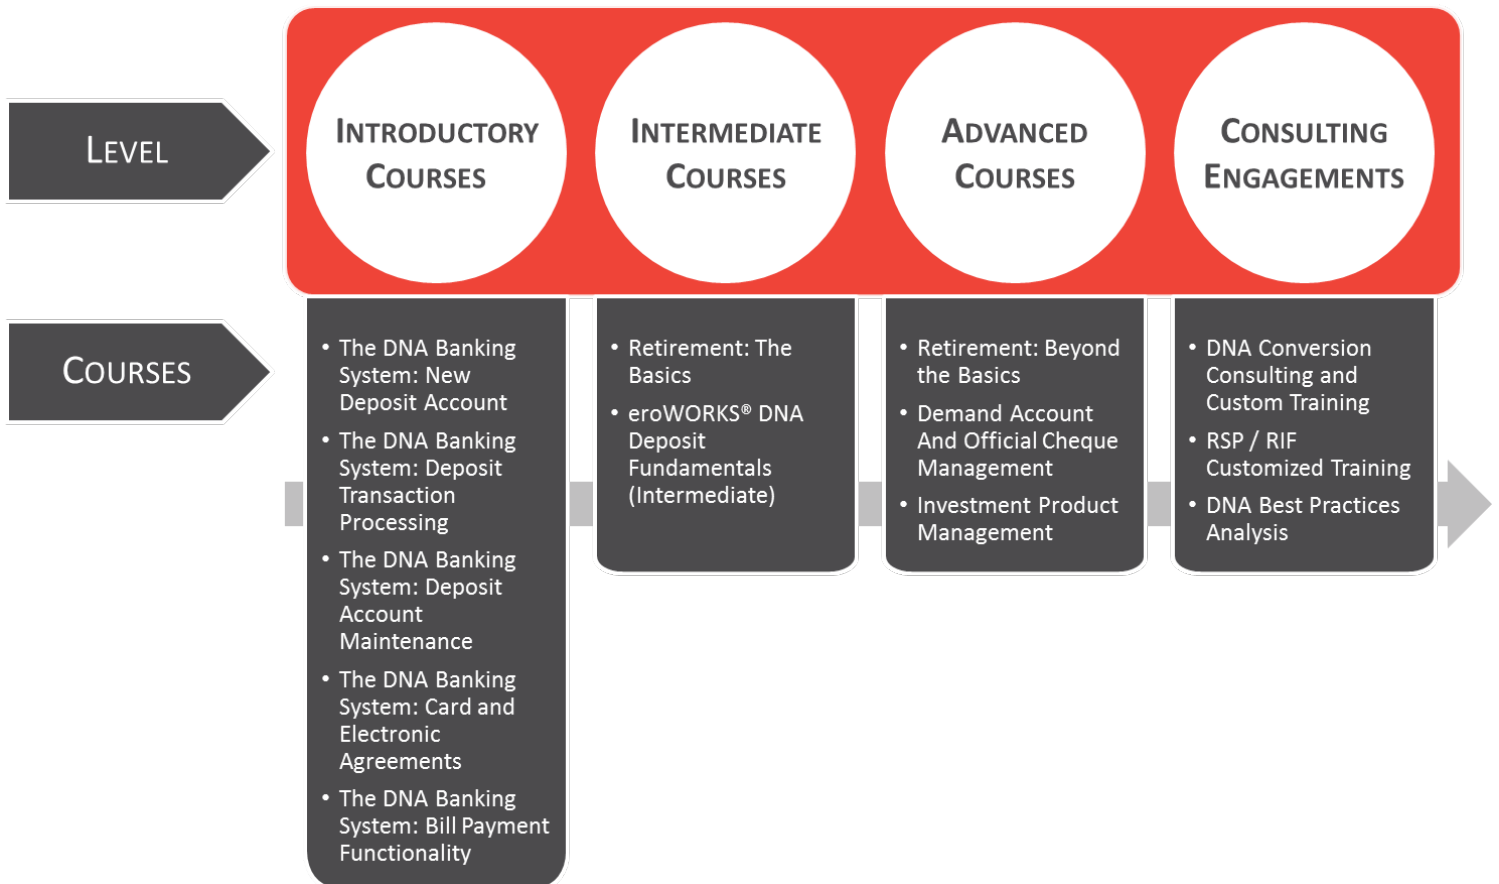 LEVEL
INTRODUCTORY
COURSES
INTERMEDIATE
COURSES
ADVANCED
COURSES
CONSULTING
ENGAGEMENTS
COURSES
• The DNA Banking
System: New
Deposit Account
• The DNA Banking
System: Deposit
Transaction
Processing
• The DNA Banking
System: Deposit
Account
Maintenance
• The DNA Banking
System: Card and
Electronic
Agreements
• The DNA Banking
System: Bill Payment
Functionality
• Retirement: The
Basics
• eroWORKS® DNA
Deposit
Fundamentals
(Intermediate)
• Retirement: Beyond
the Basics
• Demand Account
And Official Cheque
Management
• Investment Product
Management
• DNA Conversion
Consulting and
Custom Training
• RSP / RIF
Customized Training
• DNA Best Practices
Analysis